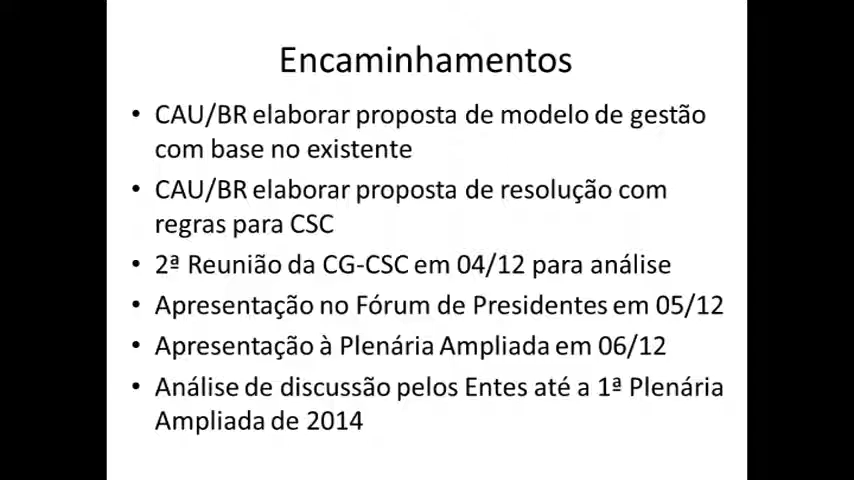 Encaminhamentos
• CAU/BR elaborar proposta de modelo de gestão
com base no existente
• CAU/BR elaborar proposta de resolução com
regras para CSC
• 2ª Reunião da CG-CSC em 04/12 para análise
• Apresentação no Fórum de Presidentes em 05/12
• Apresentação à Plenária Ampliada em 06/12
• Análise de discussão pelos Entes até a 1ª Plenária
Ampliada de 2014